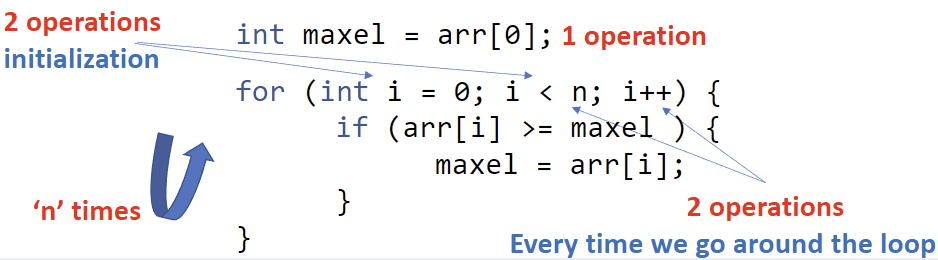 2 operations
initialization
int maxel = arr[0]; 1 operation
for (int i = 0; i < n; i++) {
if (arr[i] >= maxel ) {
maxel = arr[i];
}
}
‘n’ times
2 operations
Every time we go around the loop